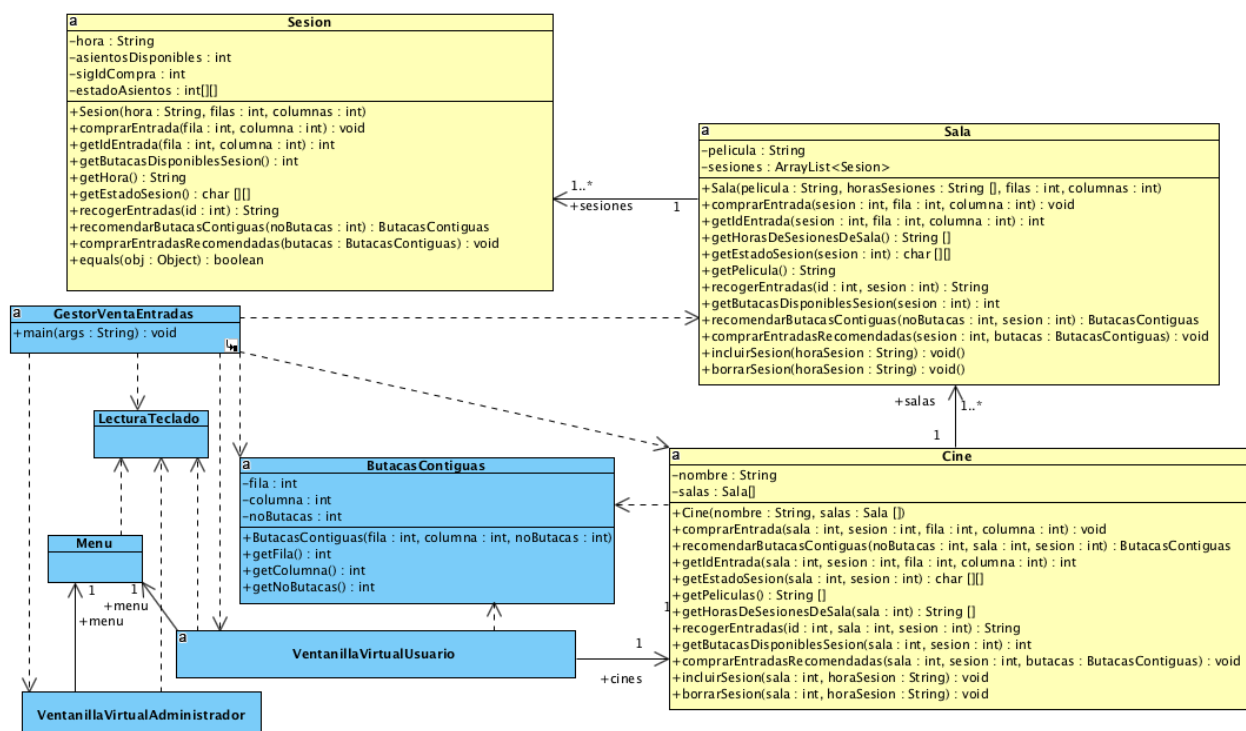 a
Sesion
-hora : String
-asientosDisponibles : int
-sigIdCompra : int
-estadoAsientos : int[][]
+Sesion(hora : String, filas : int, columnas : int)
+comprarEntrada(fila : int, columna : int) : void
+getIdEntrada(fila : int, columna : int) : int
+getButacasDisponiblesSesion() : int
+getHora() : String
+getEstadoSesion() : char [][]
+recogerEntradas(id : int) : String
+recomendarButacasContiguas(noButacas : int) : ButacasContiguas
+comprarEntradasRecomendadas(butacas : ButacasContiguas) : void
+equals(obj : Object) : boolean
a
Sala
-pelicula : String
-sesiones : ArrayList<Sesion>
+Sala(pelicula : String, horasSesiones : String [], filas : int, columnas : int)
+comprarEntrada(sesion : int, fila : int, columna : int) : void
+getIdEntrada(sesion : int, fila : int, columna : int) : int
+getHorasDeSesionesDeSala() : String []
+getEstadoSesion(sesion : int) : char [][]
+getPelicula() : String
+recogerEntradas(id : int, sesion : int) : String
+getButacasDisponiblesSesion(sesion : int) : int
+recomendarButacasContiguas(noButacas : int, sesion : int) : ButacasContiguas
+comprarEntradasRecomendadas(sesion : int, butacas : ButacasContiguas) : void
+incluirSesion(horaSesion : String) : void()
+borrarSesion(horaSesion : String) : void()
1..*
+sesiones
1
a
GestorVentaEntradas
+main(args : String) : void
LecturaTeclado
+salas
1..*
1
a
ButacasContiguas
-fila : int
-columna : int
-noButacas : int
+ButacasContiguas(fila : int, columna : int, noButacas : int)
+getFila() : int
+getColumna() : int
+getNoButacas() : int
a
Cine
-nombre : String
-salas : Sala[]
+Cine(nombre : String, salas : Sala [])
+comprarEntrada(sala : int, sesion : int, fila : int, columna : int) : void
+recomendarButacasContiguas(noButacas : int, sala : int, sesion : int) : ButacasContiguas
+getIdEntrada(sala : int, sesion : int, fila : int, columna : int) : int
+getEstadoSesion(sala : int, sesion : int) : char [][]
+getPeliculas() : String []
+getHorasDeSesionesDeSala(sala : int) : String []
+recogerEntradas(id : int, sala : int, sesion : int) : String
+getButacasDisponiblesSesion(sala : int, sesion : int) : int
+comprarEntradasRecomendadas(sala : int, sesion : int, butacas : ButacasContiguas) : void
+incluirSesion(sala : int, horaSesion : String) : void
+borrarSesion(sala : int, horaSesion : String) : void
1
Menu
1
1
+menu
+menu
a
VentanillaVirtualUsuario
1
+cines
VentanillaVirtualAdministrador